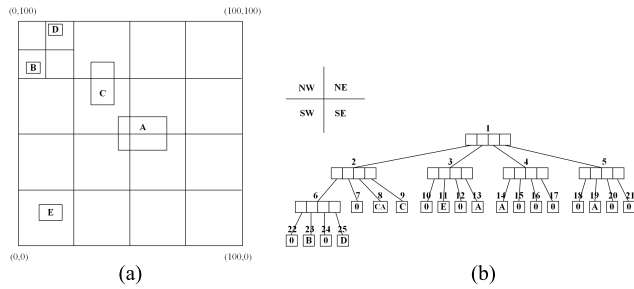 (0,100)
(100,100)
D
B
C
A
E
(0,0)
(100,0)
(a)
NW NE
SW SE
1
2 3 4 5
6 7 8 9 10 11 12 13 14 15 16 17 18 19 20 21
0 CA C 0 E 0 A A 0 0 0 0 A 0 0
22 23 24 25
0 B 0 D
(b)